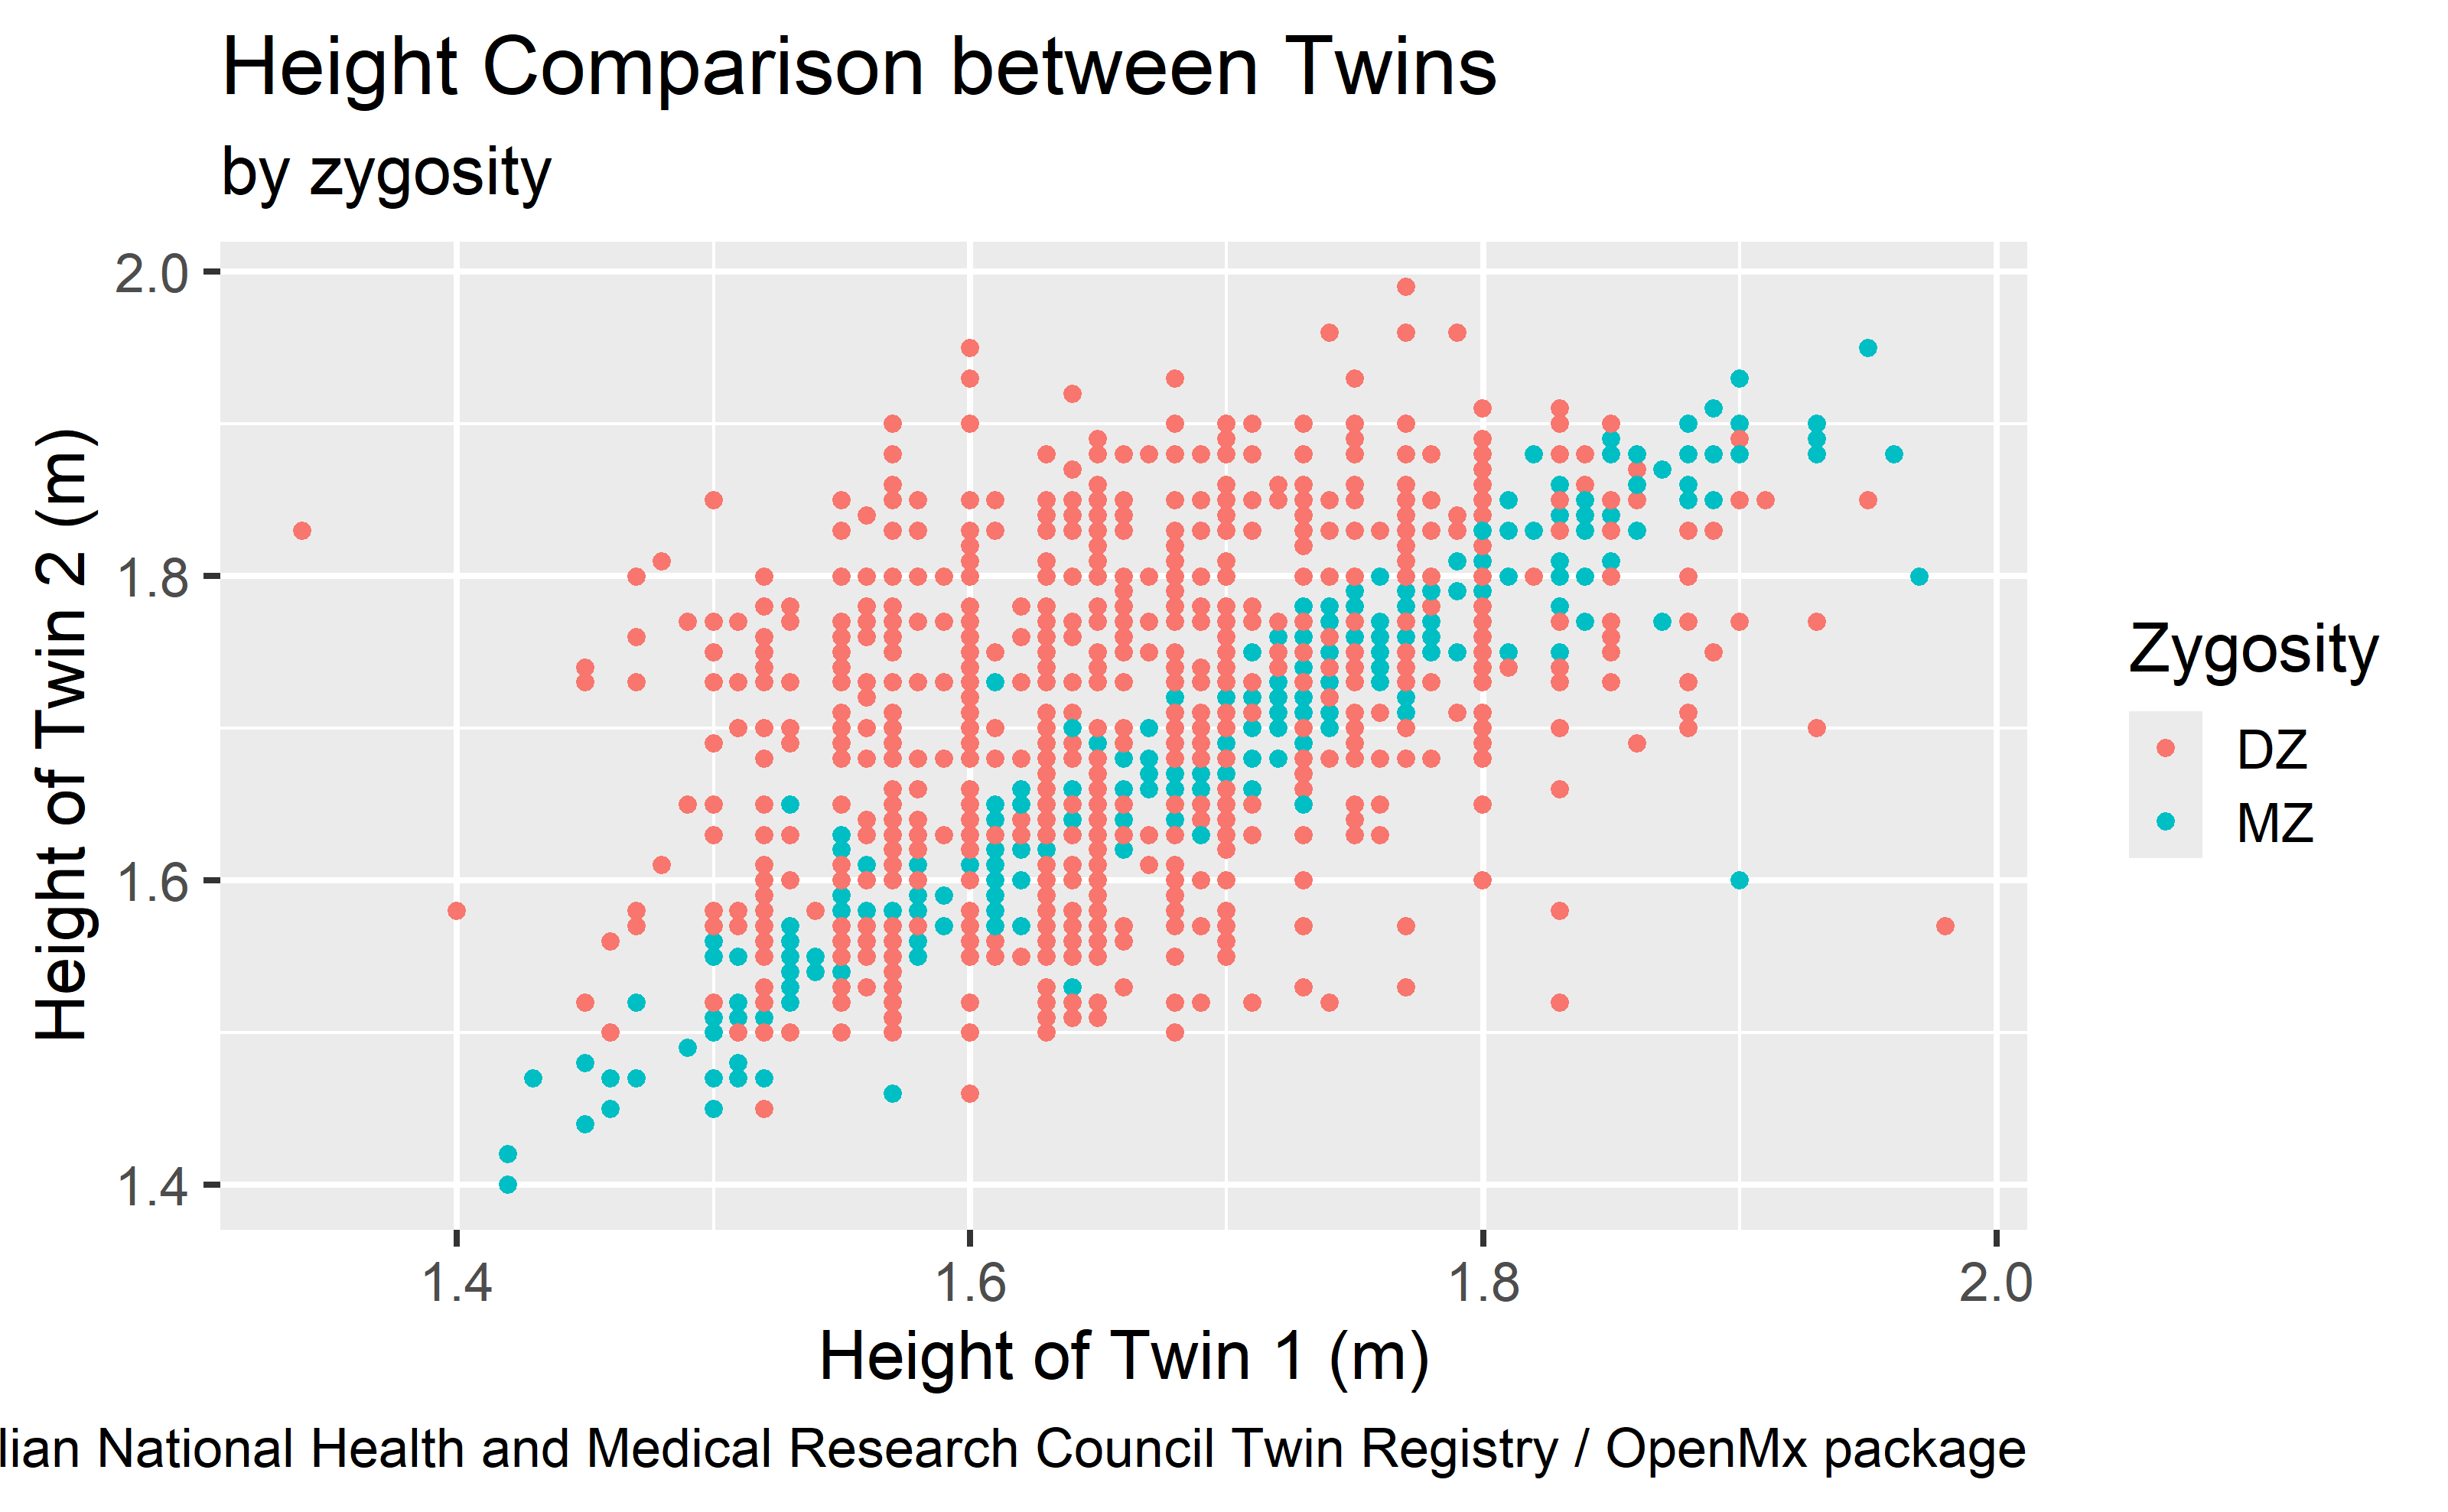 Height Comparison between Twins
by zygosity
Height of Twin 2 (m)
2.0
1.8
1.6
1.4
1.4 1.6 1.8 2.0
Height of Twin 1 (m)
Zygosity
DZ
MZ
lian National Health and Medical Research Council Twin Registry / OpenMx package